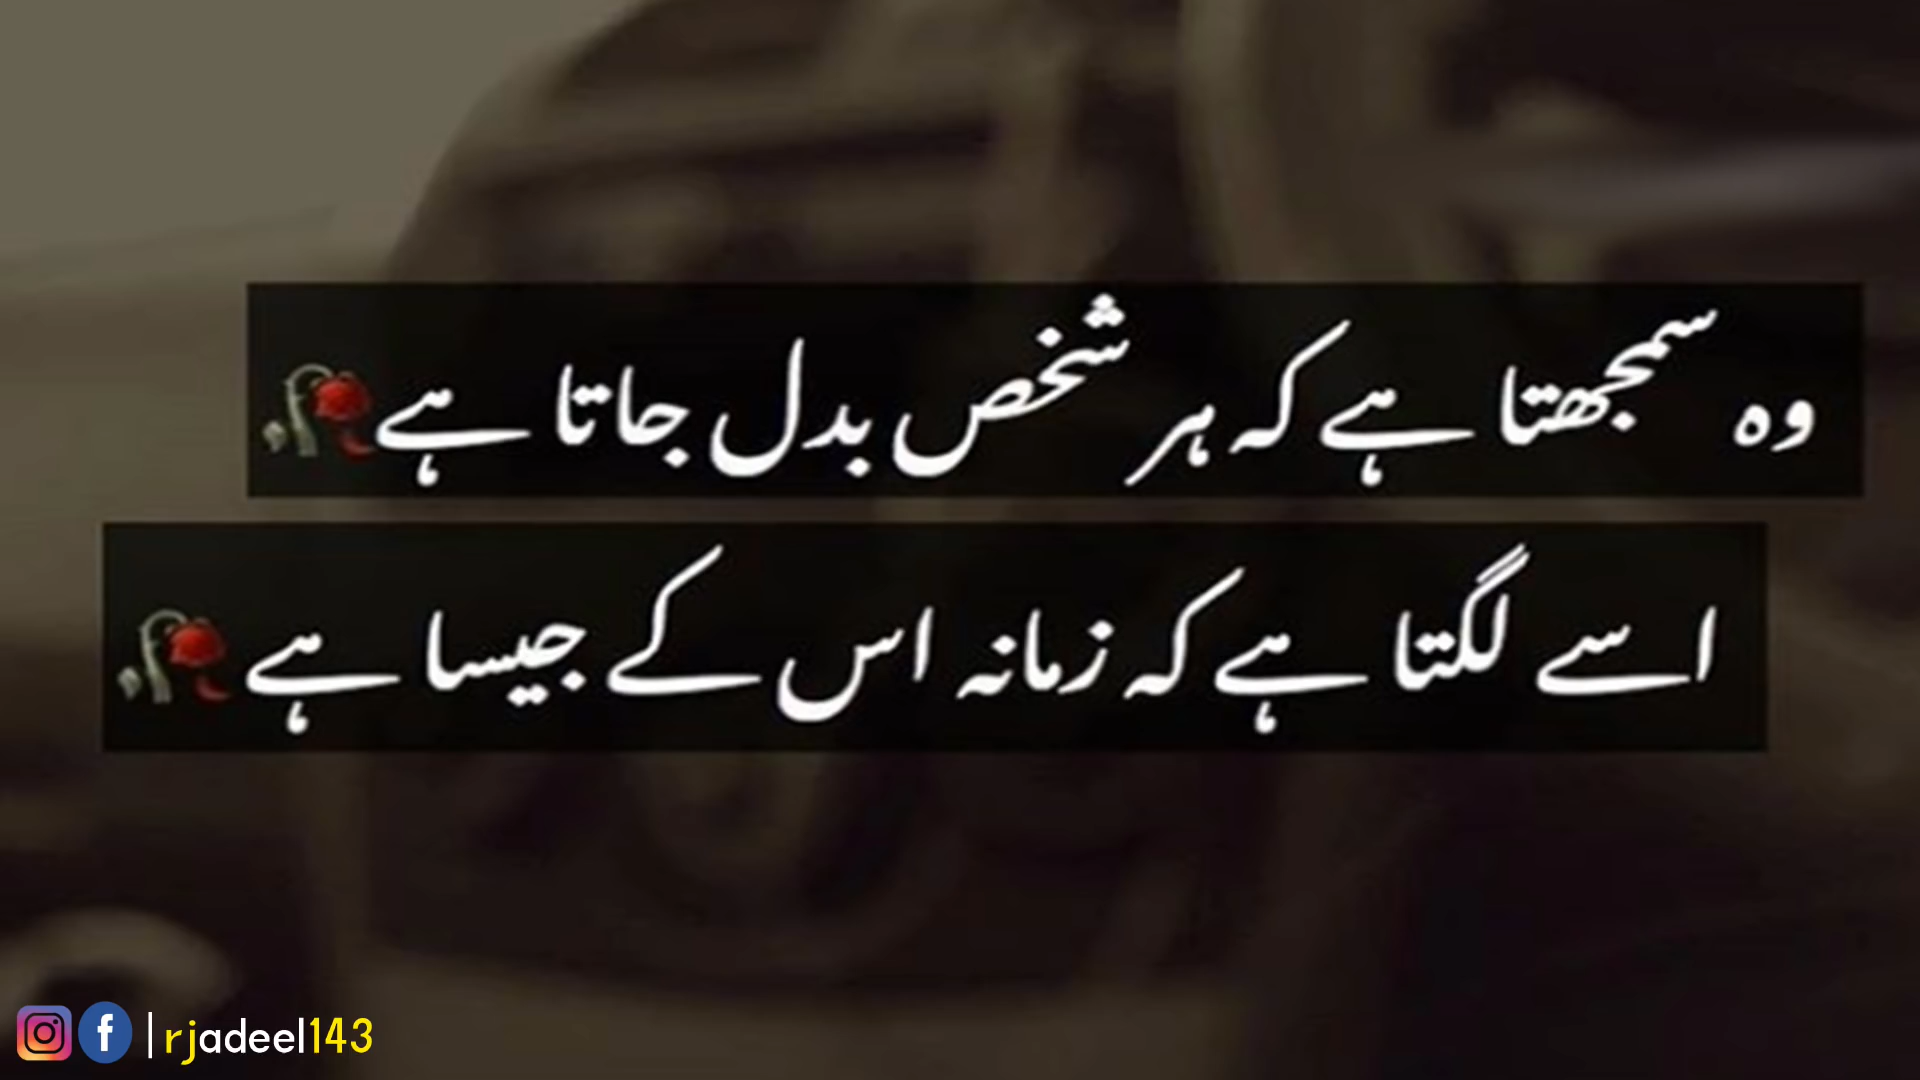 وہ سمجھتا ہے کہ ہر شخص بدل جاتا ہے🥀
اسے لگتا ہے کہ زمانہ اس کے جیسا ہے🥀
|rjadeel143